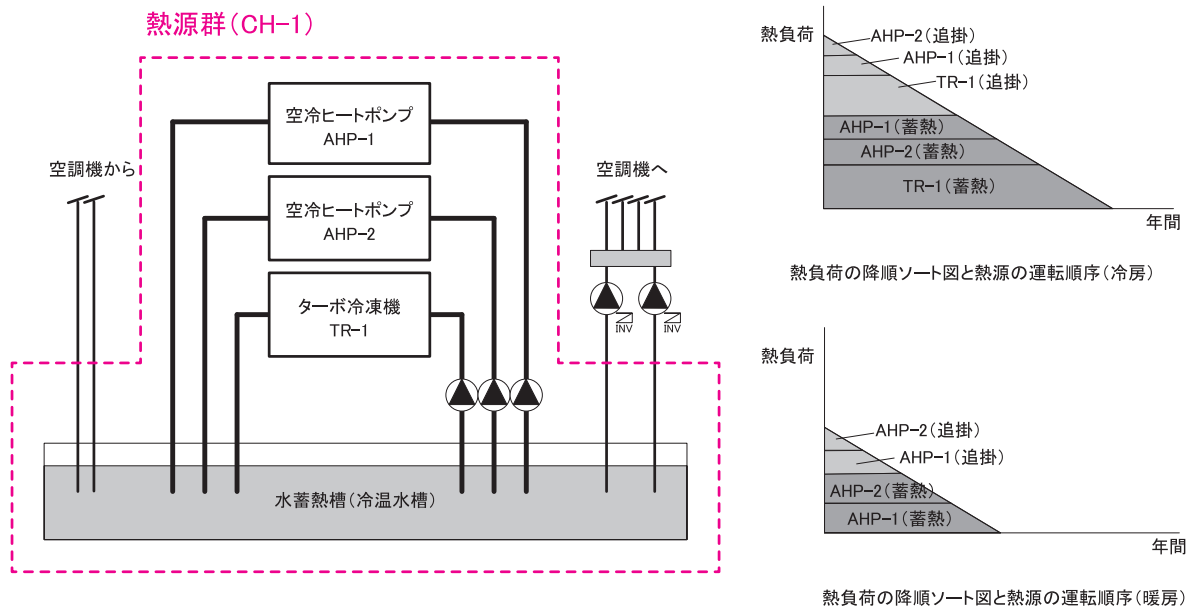 熱源群(CH-1)
空冷ヒートポンプ
AHP-1
空調機から
空調機へ
空冷ヒートポンプ
AHP-2
ターボ冷凍機
TR-1
INV
INV
水蓄熱槽(冷温水槽)
熱負荷
AHP-2(追掛)
AHP-1(追掛)
TR-1(追掛)
AHP-1(蓄熱)
AHP-2(蓄熱)
TR-1(蓄熱)
年間
熱負荷の降順ソート図と熱源の運転順序(冷房)
熱負荷
AHP-2(追掛)
AHP-1(追掛)
AHP-2(蓄熱)
AHP-1(蓄熱)
年間
熱負荷の降順ソート図と熱源の運転順序(暖房)